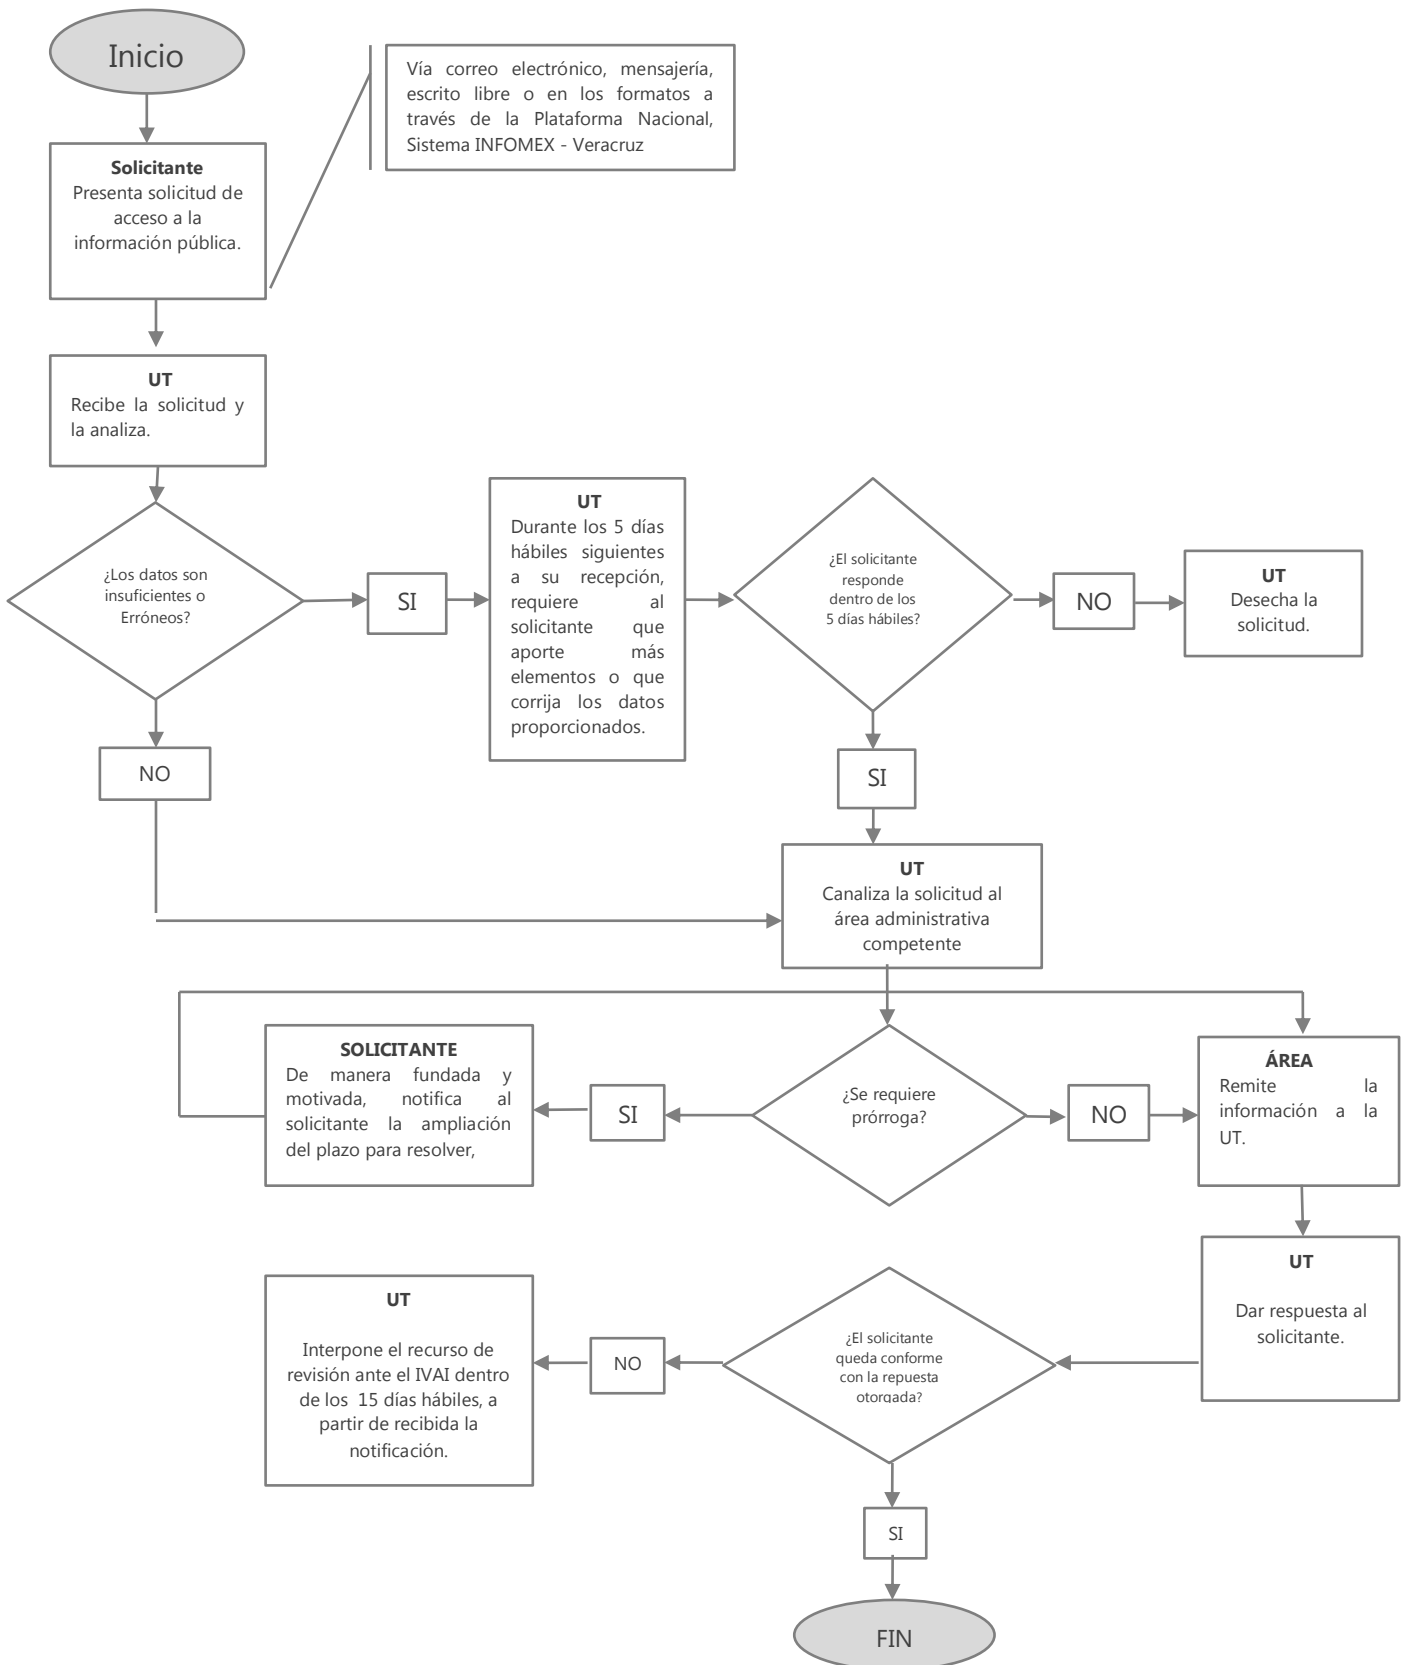 Inicio
Vía correo electrónico, mensajería,
escrito libre o en los formatos a
través de la Plataforma Nacional,
Sistema INFOMEX - Veracruz
Solicitante
Presenta solicitud de
acceso a la
información pública.
UT
Recibe la solicitud y
la analiza.
¿Los datos son
insuficientes o
Erróneos?
SI
UT
Durante los 5 días
hábiles siguientes
a su recepción,
requiere al
solicitante que
aporte más
elementos o que
corrija los datos
proporcionados.
¿El solicitante
responde
dentro de los
5 días hábiles?
NO
UT
Desecha la
solicitud.
NO
SI
UT
Canaliza la solicitud al
área administrativa
competente
SOLICITANTE
De manera fundada y
motivada, notifica al
solicitante la ampliación
del plazo para resolver,
SI
¿Se requiere
prórroga?
NO
ÁREA
Remite la
información a la
UT.
UT
Dar respuesta al
solicitante.
¿El solicitante
queda conforme
con la repuesta
otorgada?
NO
UT
Interpone el recurso de
revisión ante el IVAI dentro
de los 15 días hábiles, a
partir de recibida la
notificación.
SI
FIN